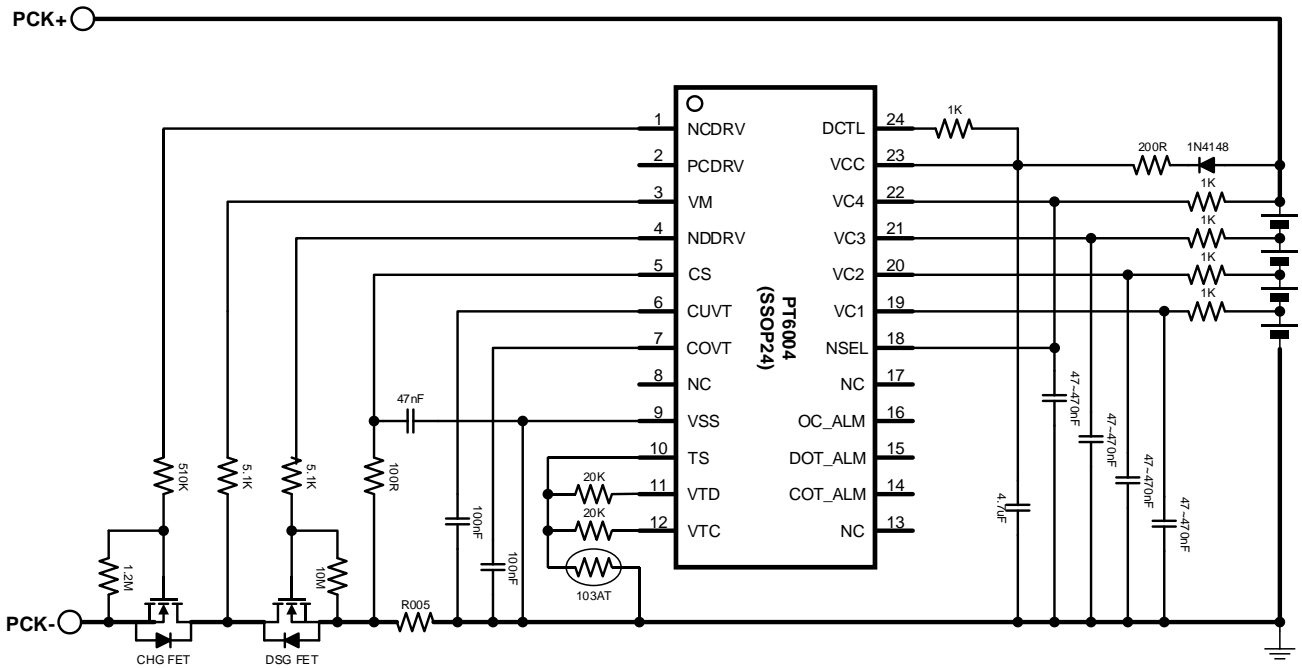 PCK+
1 NCDRV DCTL 24 1K
2 PCDRV VCC 23 200R 1N4148
3 VM VC4 22 1K
4 NDDRV VC3 21 1K
5 CS VC2 20 1K
6 CUVT VC1 19 1K
7 COVT NSEL 18
8 NC NC 17
9 VSS OC_ALM 16
10 TS DOT_ALM 15
11 VTD COT_ALM 14
12 VTC NC 13
PT6004
(SSOP24)
47nF
510K
5.1K
5.1K
100R
20K
20K
103AT
100nF
100nF
4.7uF
47~470nF
47~470nF
47~470nF
47~470nF
1.2M
10M
R005
PCK-
CHG FET
DSG FET